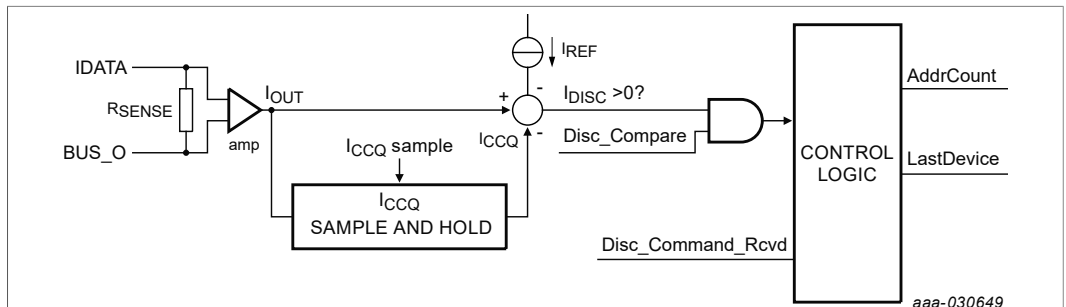 IDATA
RSENSE
BUS_O
amp
IOUT
ICCQ sample
ICCQ
SAMPLE AND HOLD
IREF
+
-
-
ICCQ
IDISC >0?
Disc_Compare
Disc_Command_Rcvd
CONTROL
LOGIC
AddrCount
LastDevice
aaa-030649